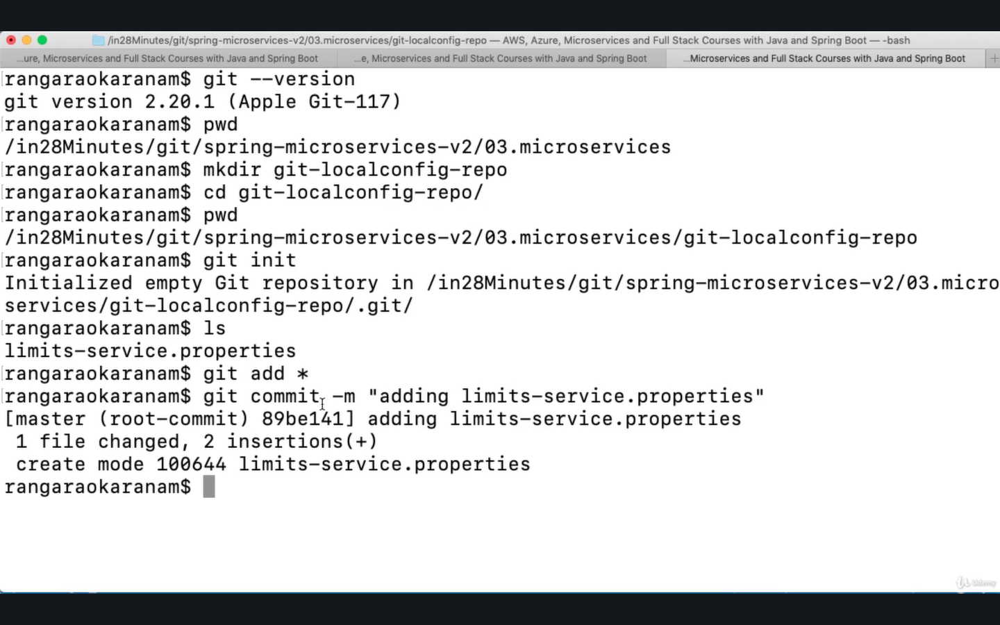 /in28Minutes/git/spring-microservices-v2/03.microservices/git-localconfig-repo — AWS, Azure, Microservices and Full Stack Courses with Java and Spring Boot — -bash
...ure, Microservices and Full Stack Courses with Java and Spring Boot
...e, Microservices and Full Stack Courses with Java and Spring Boot
...Microservices and Full Stack Courses with Java and Spring Boot
rangaraokaranam$ git --version
git version 2.20.1 (Apple Git-117)
rangaraokaranam$ pwd
/in28Minutes/git/spring-microservices-v2/03.microservices
rangaraokaranam$ mkdir git-localconfig-repo
rangaraokaranam$ cd git-localconfig-repo/
rangaraokaranam$ pwd
/in28Minutes/git/spring-microservices-v2/03.microservices/git-localconfig-repo
rangaraokaranam$ git init
Initialized empty Git repository in /in28Minutes/git/spring-microservices-v2/03.micro
services/git-localconfig-repo/.git/
rangaraokaranam$ ls
limits-service.properties
rangaraokaranam$ git add *
rangaraokaranam$ git commit -m "adding limits-service.properties"
[master (root-commit) 89be141] adding limits-service.properties
 1 file changed, 2 insertions(+)
 create mode 100644 limits-service.properties
rangaraokaranam$
Udemy